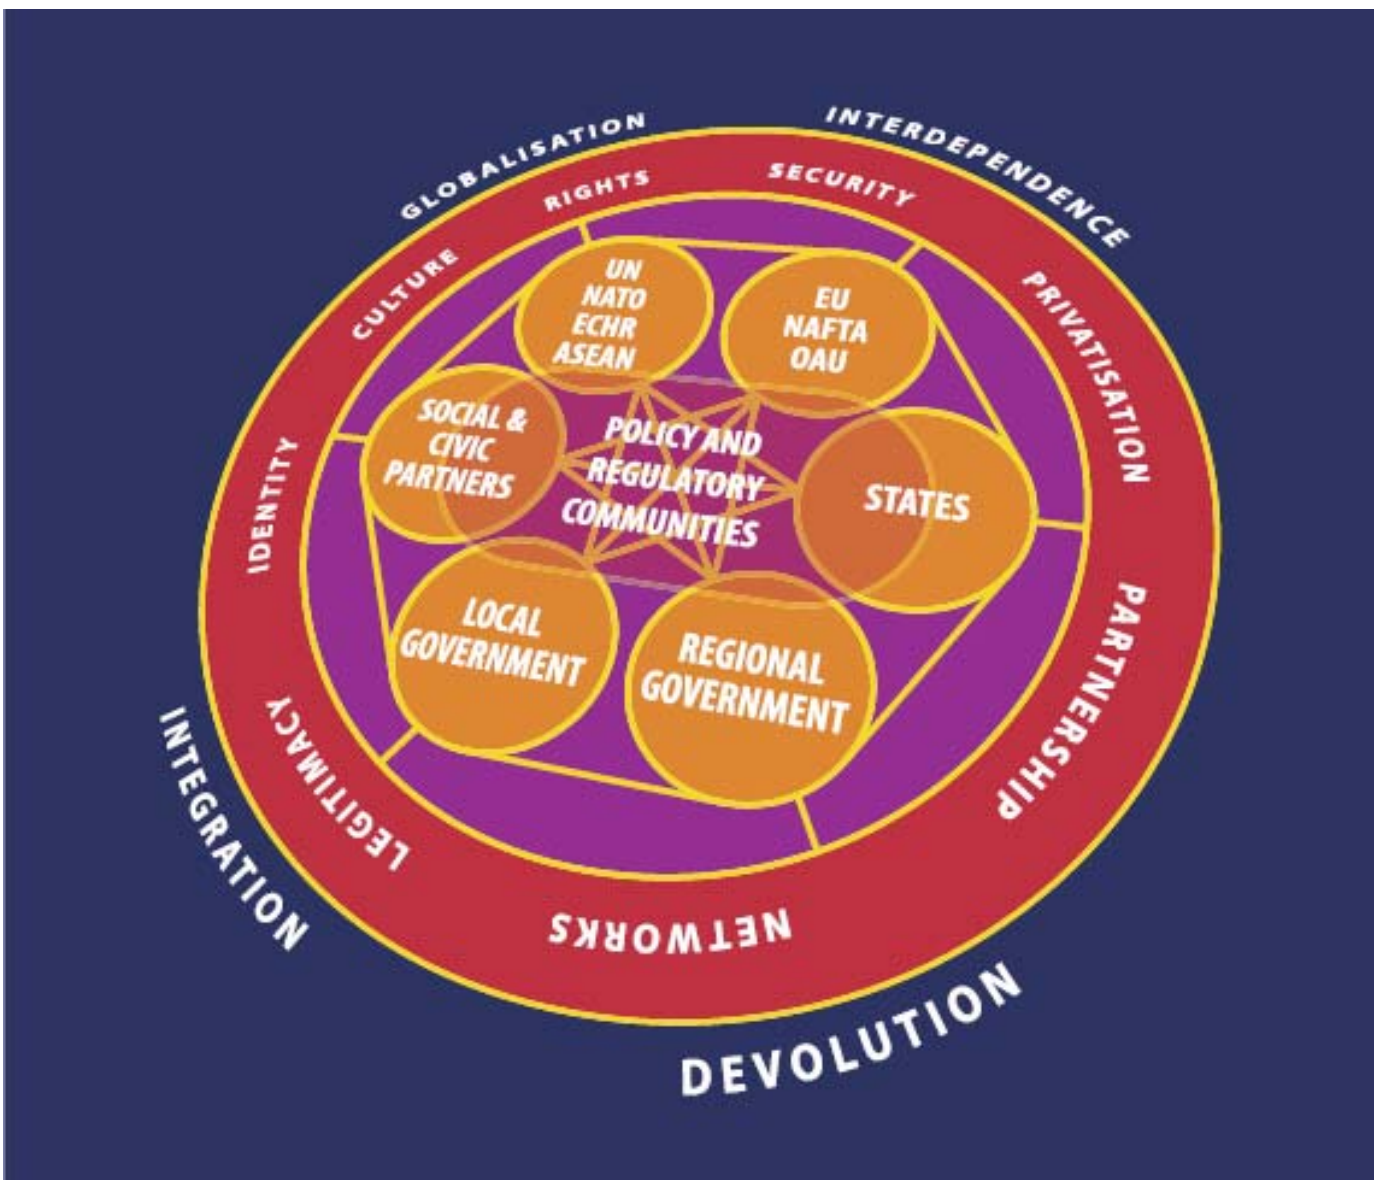 GLOBALISATION
INTERDEPENDENCE
RIGHTS
SECURITY
CULTURE
PRIVATISATION
IDENTITY
PARTNERSHIP
LEGITIMACY
NETWORKS
INTEGRATION
DEVOLUTION
UN
NATO
ECHR
ASEAN
EU
NAFTA
OAU
SOCIAL &
CIVIC
PARTNERS
POLICY AND
REGULATORY
COMMUNITIES
STATES
LOCAL
GOVERNMENT
REGIONAL
GOVERNMENT